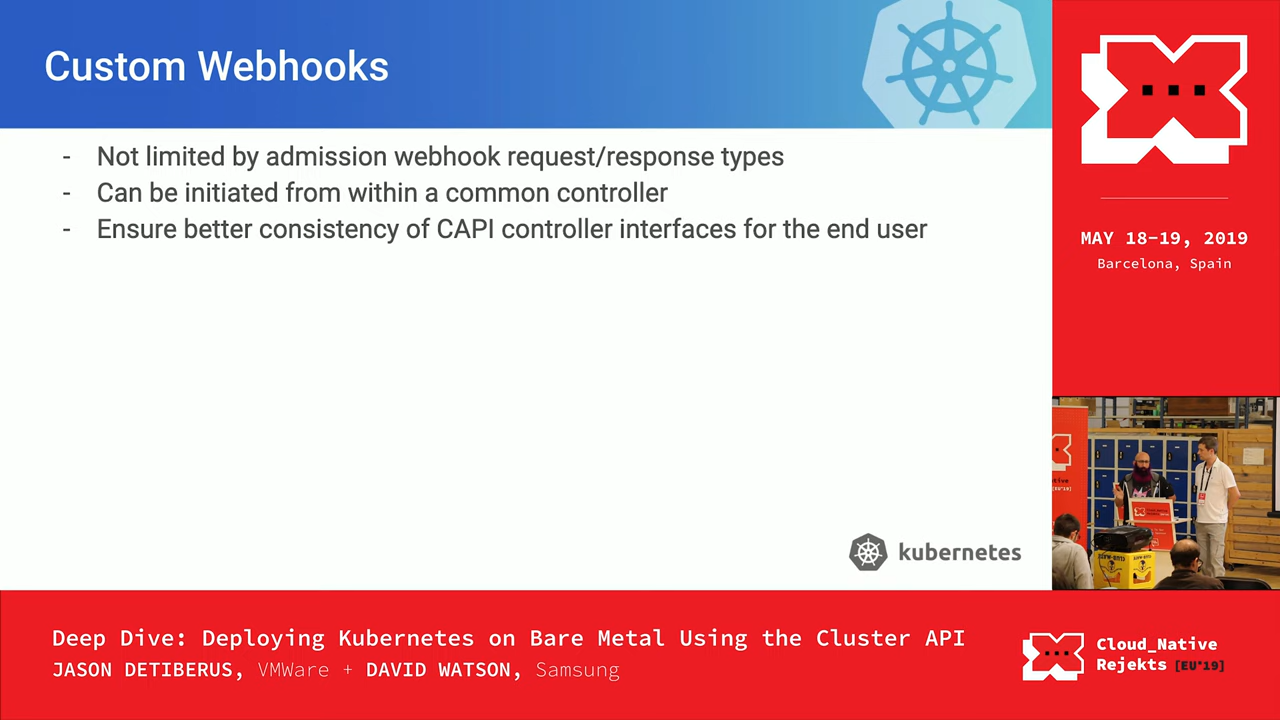 Custom Webhooks
- Not limited by admission webhook request/response types
- Can be initiated from within a common controller
- Ensure better consistency of CAPI controller interfaces for the end user
kubernetes
MAY 18-19, 2019
Barcelona, Spain
Deep Dive: Deploying Kubernetes on Bare Metal Using the Cluster API
JASON DETIBERUS, VMWare + DAVID WATSON, Samsung
Cloud_Native
Rejekts [EU'19]